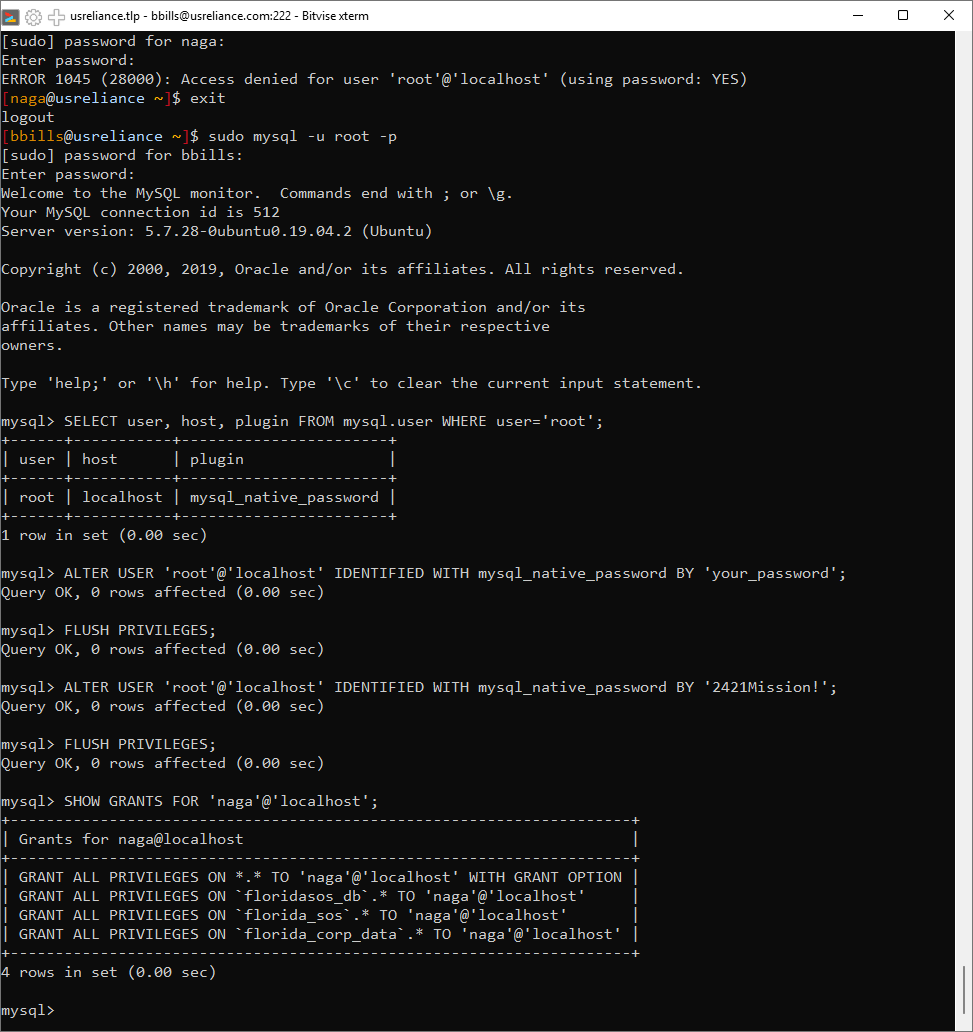 usreliance.tlp - bbills@usreliance.com:222 - Bitvise xterm
[sudo] password for naga:
Enter password:
ERROR 1045 (28000): Access denied for user 'root'@'localhost' (using password: YES)
[naga@usreliance ~]$ exit
logout
[bbills@usreliance ~]$ sudo mysql -u root -p
[sudo] password for bbills:
Enter password:
Welcome to the MySQL monitor.  Commands end with ; or \g.
Your MySQL connection id is 512
Server version: 5.7.28-0ubuntu0.19.04.2 (Ubuntu)

Copyright (c) 2000, 2019, Oracle and/or its affiliates. All rights reserved.

Oracle is a registered trademark of Oracle Corporation and/or its
affiliates. Other names may be trademarks of their respective
owners.

Type 'help;' or '\h' for help. Type '\c' to clear the current input statement.

mysql> SELECT user, host, plugin FROM mysql.user WHERE user='root';
+------+-----------+-----------------------+
| user | host      | plugin                |
+------+-----------+-----------------------+
| root | localhost | mysql_native_password |
+------+-----------+-----------------------+
1 row in set (0.00 sec)

mysql> ALTER USER 'root'@'localhost' IDENTIFIED WITH mysql_native_password BY 'your_password';
Query OK, 0 rows affected (0.00 sec)

mysql> FLUSH PRIVILEGES;
Query OK, 0 rows affected (0.00 sec)

mysql> ALTER USER 'root'@'localhost' IDENTIFIED WITH mysql_native_password BY '2421Mission!';
Query OK, 0 rows affected (0.00 sec)

mysql> FLUSH PRIVILEGES;
Query OK, 0 rows affected (0.00 sec)

mysql> SHOW GRANTS FOR 'naga'@'localhost';
+---------------------------------------------------------------------+
| Grants for naga@localhost                                           |
+---------------------------------------------------------------------+
| GRANT ALL PRIVILEGES ON *.* TO 'naga'@'localhost' WITH GRANT OPTION |
| GRANT ALL PRIVILEGES ON `floridasos_db`.* TO 'naga'@'localhost'     |
| GRANT ALL PRIVILEGES ON `florida_sos`.* TO 'naga'@'localhost'       |
| GRANT ALL PRIVILEGES ON `florida_corp_data`.* TO 'naga'@'localhost' |
+---------------------------------------------------------------------+
4 rows in set (0.00 sec)

mysql>